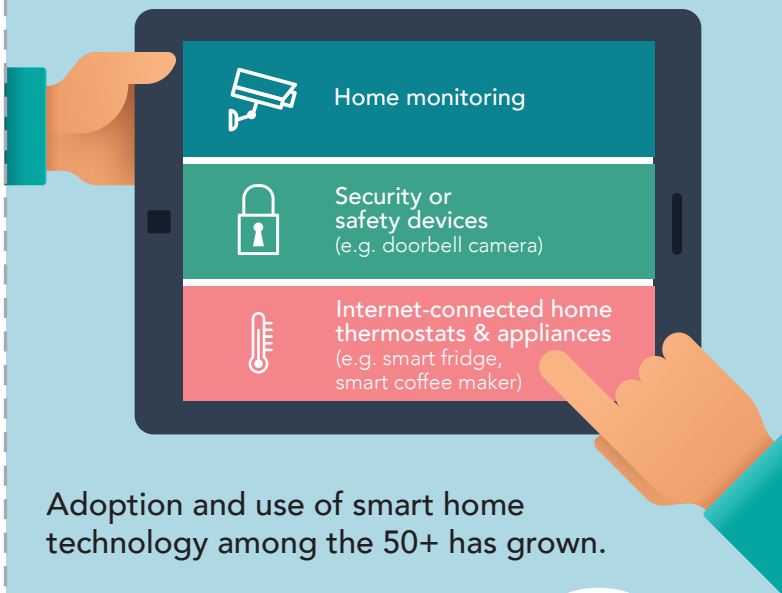 Home monitoring
Security or
safety devices
(e.g. doorbell camera)
Internet-connected home
thermostats & appliances
(e.g. smart fridge,
smart coffee maker)
Adoption and use of smart home
technology among the 50+ has grown.